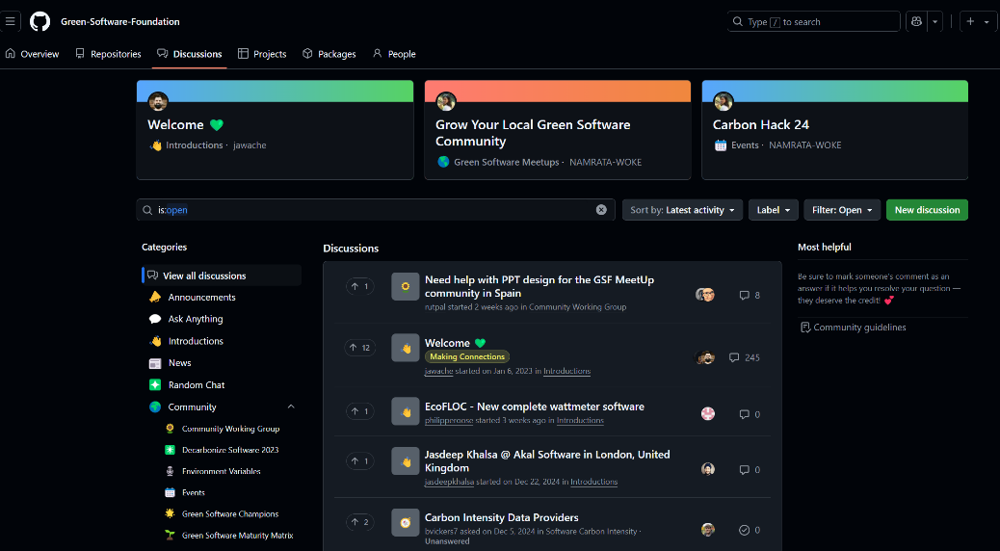 Green-Software-Foundation
Type / to search
Overview
Repositories
Discussions
Projects
Packages
People
Welcome 💚
Introductions · jawache
Grow Your Local Green Software
Community
Green Software Meetups · NAMRATA-WOKE
Carbon Hack 24
Events · NAMRATA-WOKE
is:open
Sort by: Latest activity
Label
Filter: Open
New discussion
Categories
View all discussions
Announcements
Ask Anything
Introductions
News
Random Chat
Community
Community Working Group
Decarbonize Software 2023
Environment Variables
Events
Green Software Champions
Green Software Maturity Matrix
Discussions
1
Need help with PPT design for the GSF MeetUp
community in Spain
rutpal started 2 weeks ago in Community Working Group
8
12
Welcome 💚
Making Connections
jawache started on Jan 6, 2023 in Introductions
245
1
EcoFLOC - New complete wattmeter software
philipperoose started 3 weeks ago in Introductions
0
1
Jasdeep Khalsa @ Akal Software in London, United
Kingdom
jasdeepkhalsa started on Dec 22, 2024 in Introductions
0
2
Carbon Intensity Data Providers
bvickers7 asked on Dec 5, 2024 in Software Carbon Intensity ·
Unanswered
0
Most helpful
Be sure to mark someone's comment as an
answer if it helps you resolve your question —
they deserve the credit! 💕
Community guidelines